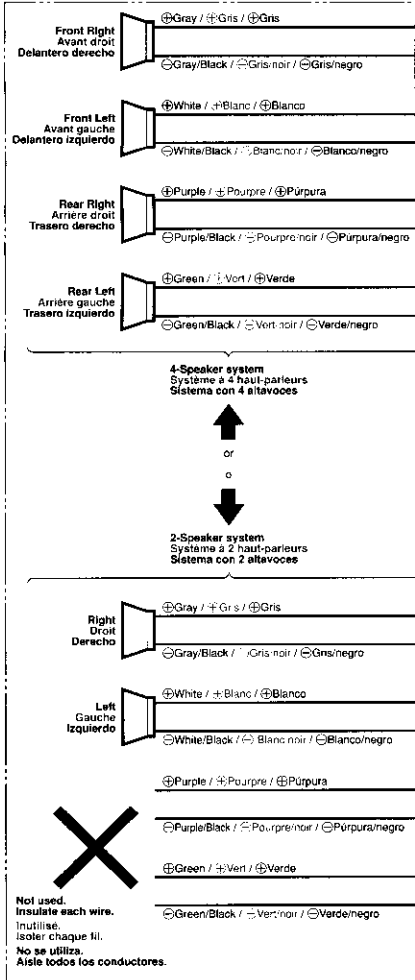 Front Right
Avant droit
Delantero derecho
⊕Gray / ⊕Gris / ⊕Gris
⊖Gray/Black / ⊖Gris/noir / ⊖Gris/negro
Front Left
Avant gauche
Delantero izquierdo
⊕White / ⊕Blanc / ⊕Blanco
⊖White/Black / ⊖Blanc/noir / ⊖Blanco/negro
Rear Right
Arrière droit
Trasero derecho
⊕Purple / ⊕Pourpre / ⊕Púrpura
⊖Purple/Black / ⊖Pourpre/noir / ⊖Púrpura/negro
Rear Left
Arrière gauche
Trasero izquierdo
⊕Green / ⊕Vert / ⊕Verde
⊖Green/Black / ⊖Vert/noir / ⊖Verde/negro
4-Speaker system
Système à 4 haut-parleurs
Sistema con 4 altavoces
or
o
2-Speaker system
Système à 2 haut-parleurs
Sistema con 2 altavoces
Right
Droit
Derecho
⊕Gray / ⊕Gris / ⊕Gris
⊖Gray/Black / ⊖Gris/noir / ⊖Gris/negro
Left
Gauche
Izquierdo
⊕White / ⊕Blanc / ⊕Blanco
⊖White/Black / ⊖Blanc/noir / ⊖Blanco/negro
⊕Purple / ⊕Pourpre / ⊕Púrpura
⊖Purple/Black / ⊖Pourpre/noir / ⊖Púrpura/negro
⊕Green / ⊕Vert / ⊕Verde
⊖Green/Black / ⊖Vert/noir / ⊖Verde/negro
Not used.
Insulate each wire.
Inutilisé.
Isoler chaque fil.
No se utiliza.
Aisle todos los conductores.